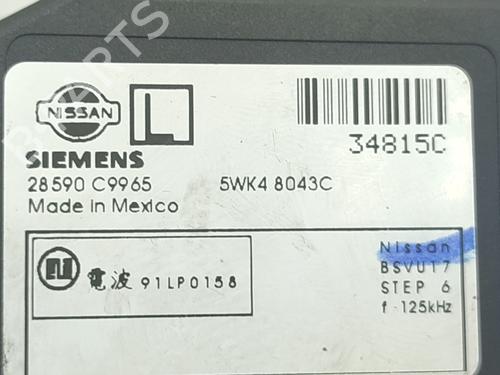 NISSAN
L
34815C
SIEMENS
28590 C9965 5WK4 8043C
Made in Mexico
電波 91LP0158
Nissan
BSVU17
STEP 6
f - 125kHz